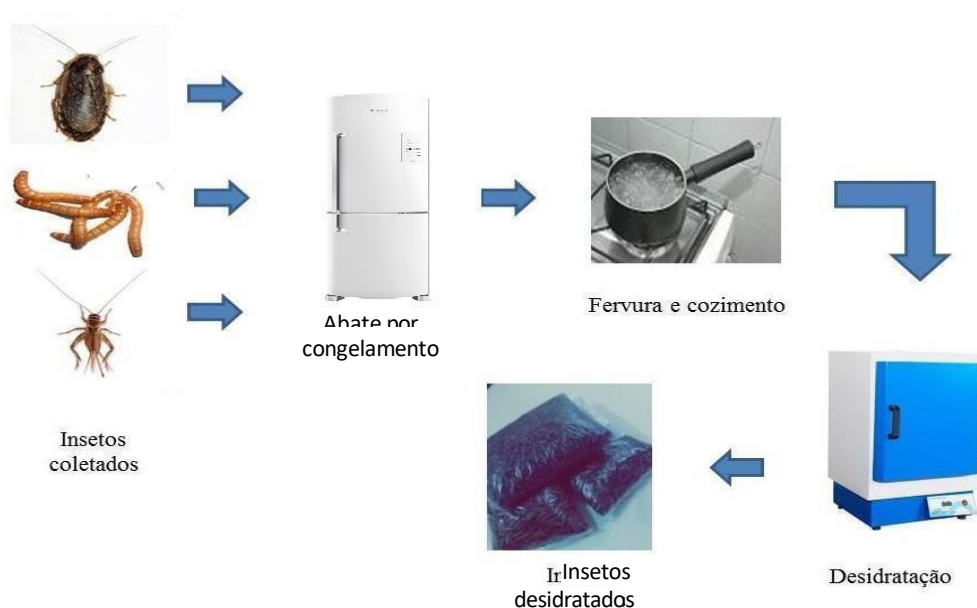 Fervura e cozimento
Abate por
congelamento
Insetos
coletados
Insetos
desidratados
Desidratação